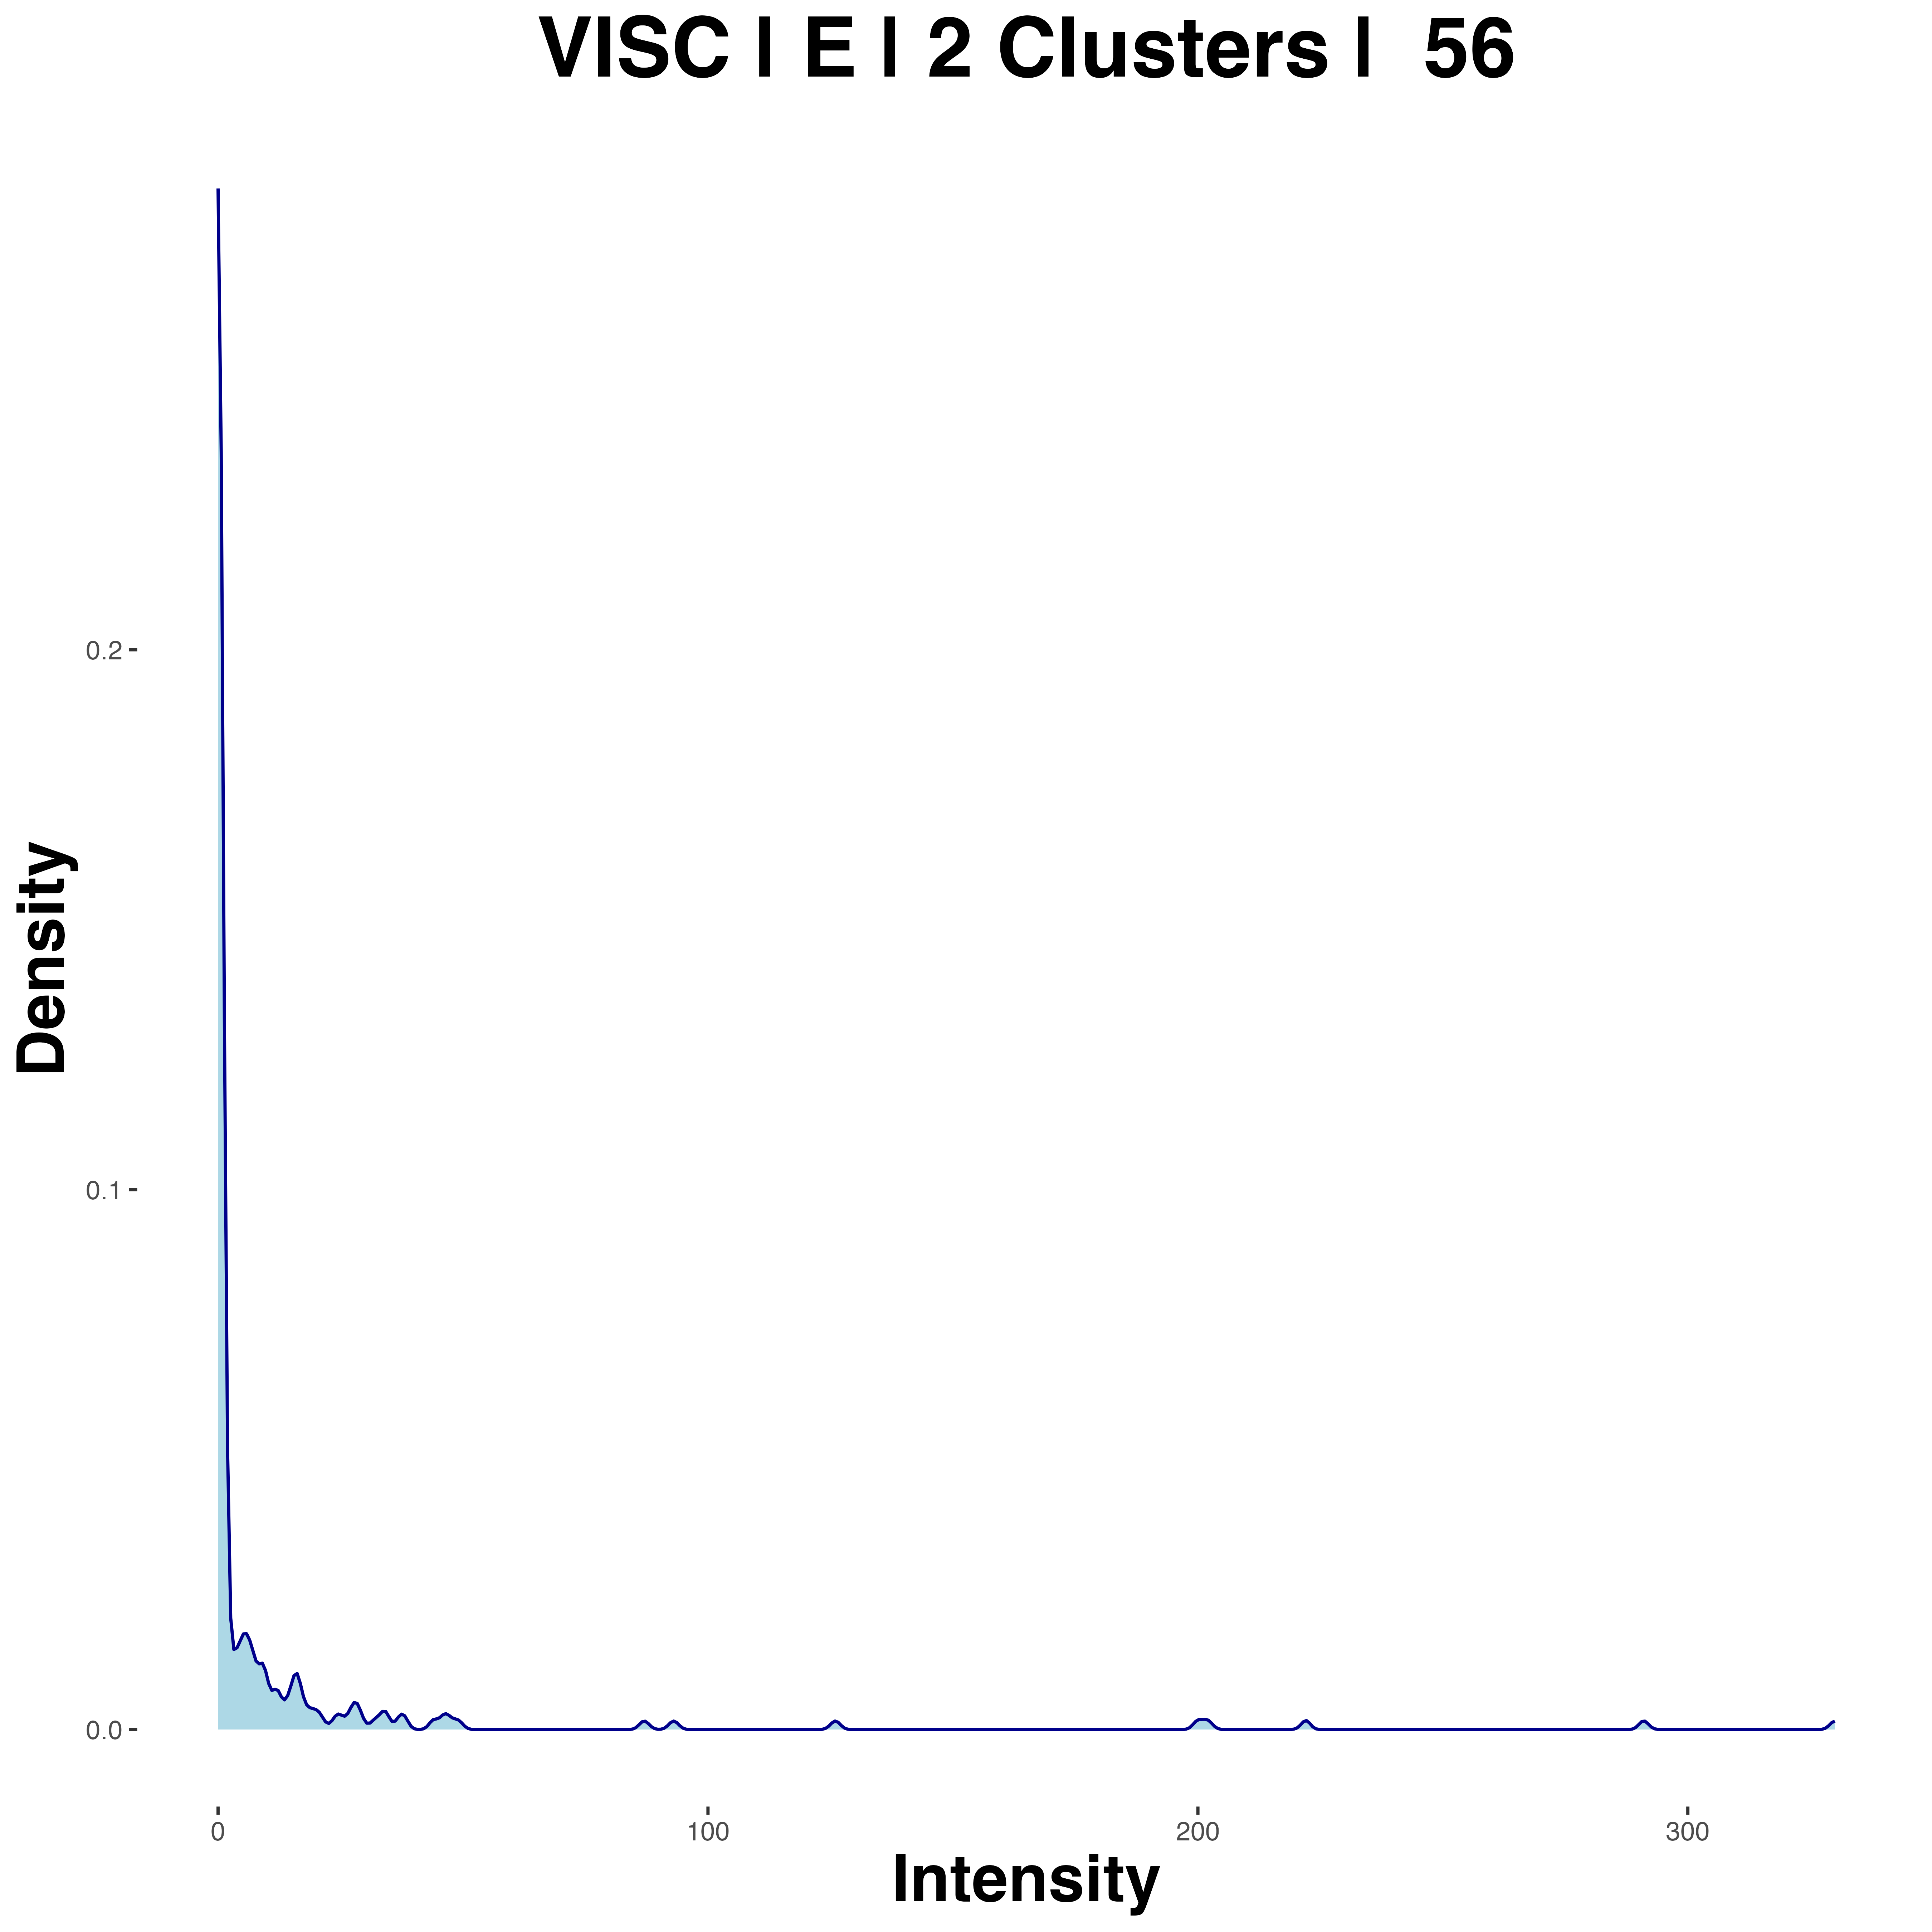 VISC | E | 2 Clusters | 56
Density
0.2
0.1
0.0
0 100 200 300
Intensity